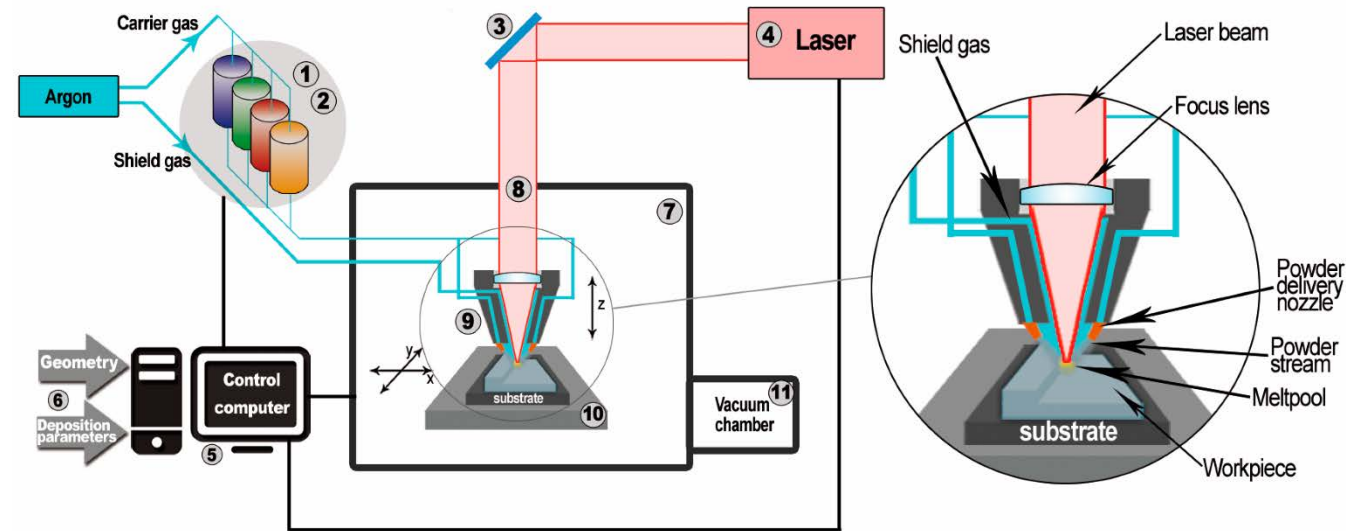 Carrier gas
Argon
Shield gas
1
2
3
4
Laser
8
7
9
z
y
x
substrate
10
11
Vacuum
chamber
Geometry
6
Deposition
parameters
Control
computer
5
Shield gas
Laser beam
Focus lens
Powder
delivery
nozzle
Powder
stream
Meltpool
substrate
Workpiece